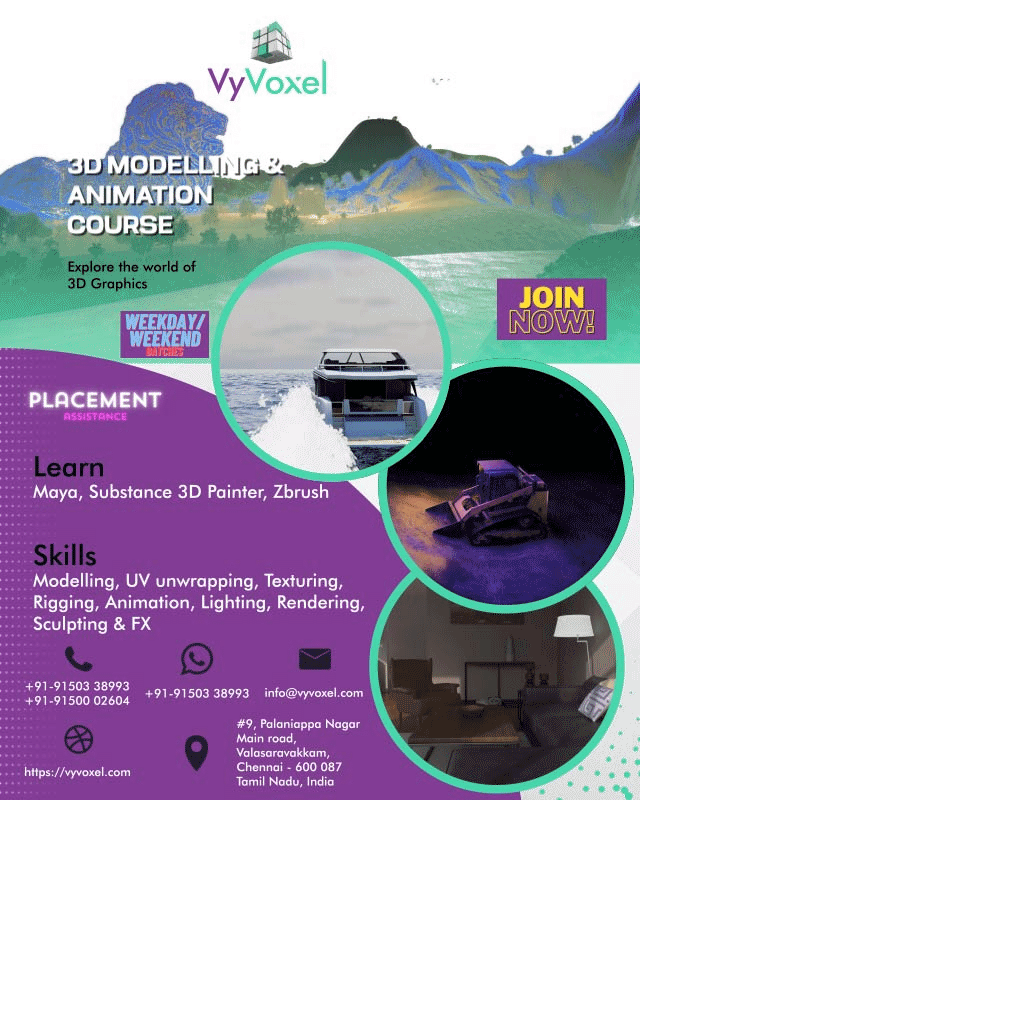 VyVoxel
3D MODELLING &
ANIMATION
COURSE
Explore the world of
3D Graphics
JOIN
NOW!
WEEKDAY/
WEEKEND
BATCHES
PLACEMENT
ASSISTANCE
Learn
Maya, Substance 3D Painter, Zbrush
Skills
Modelling, UV unwrapping, Texturing,
Rigging, Animation, Lighting, Rendering,
Sculpting & FX
+91-91503 38993
+91-91500 02604
+91-91503 38993
info@vyvoxel.com
https://vyvoxel.com
#9, Palaniappa Nagar
Main road,
Valasaravakkam,
Chennai - 600 087
Tamil Nadu, India